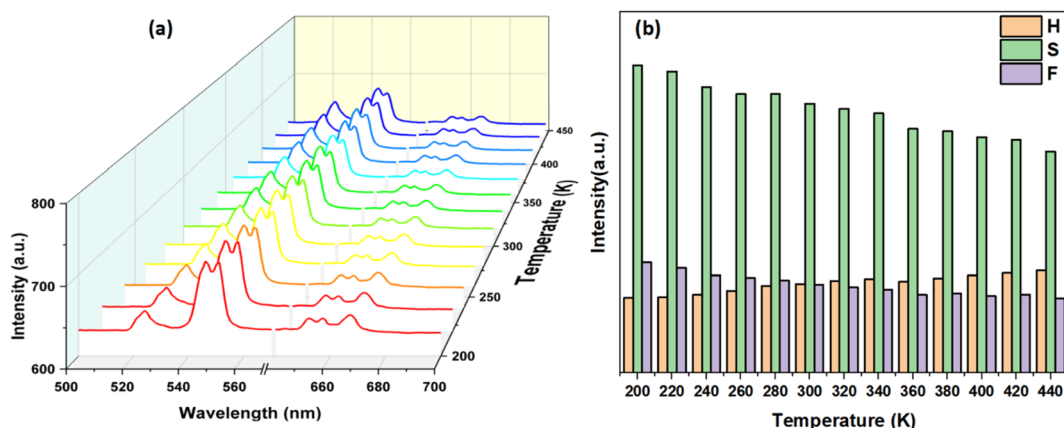 (a)
Intensity (a.u.)
800
700
600
500 520 540 560 660 680 700
Wavelength (nm)
200
250
300
350
400
450
Temperature (K)
(b)
H
S
F
Intensity(a.u.)
200 220 240 260 280 300 320 340 360 380 400 420 440
Temperature (K)